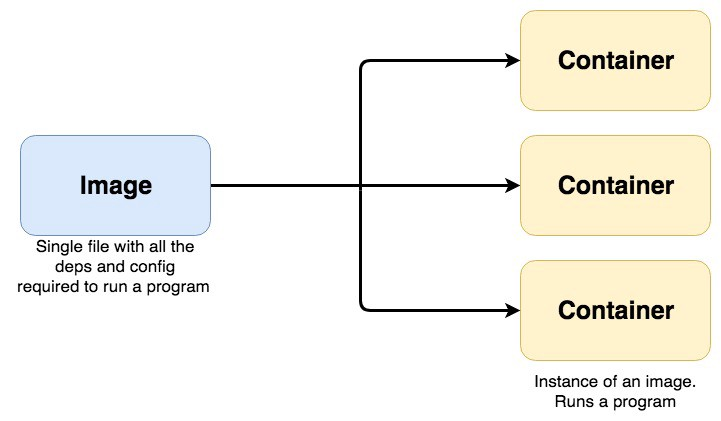 Container
Image
Single file with all the
deps and config
required to run a program
Container
Container
Instance of an image.
Runs a program